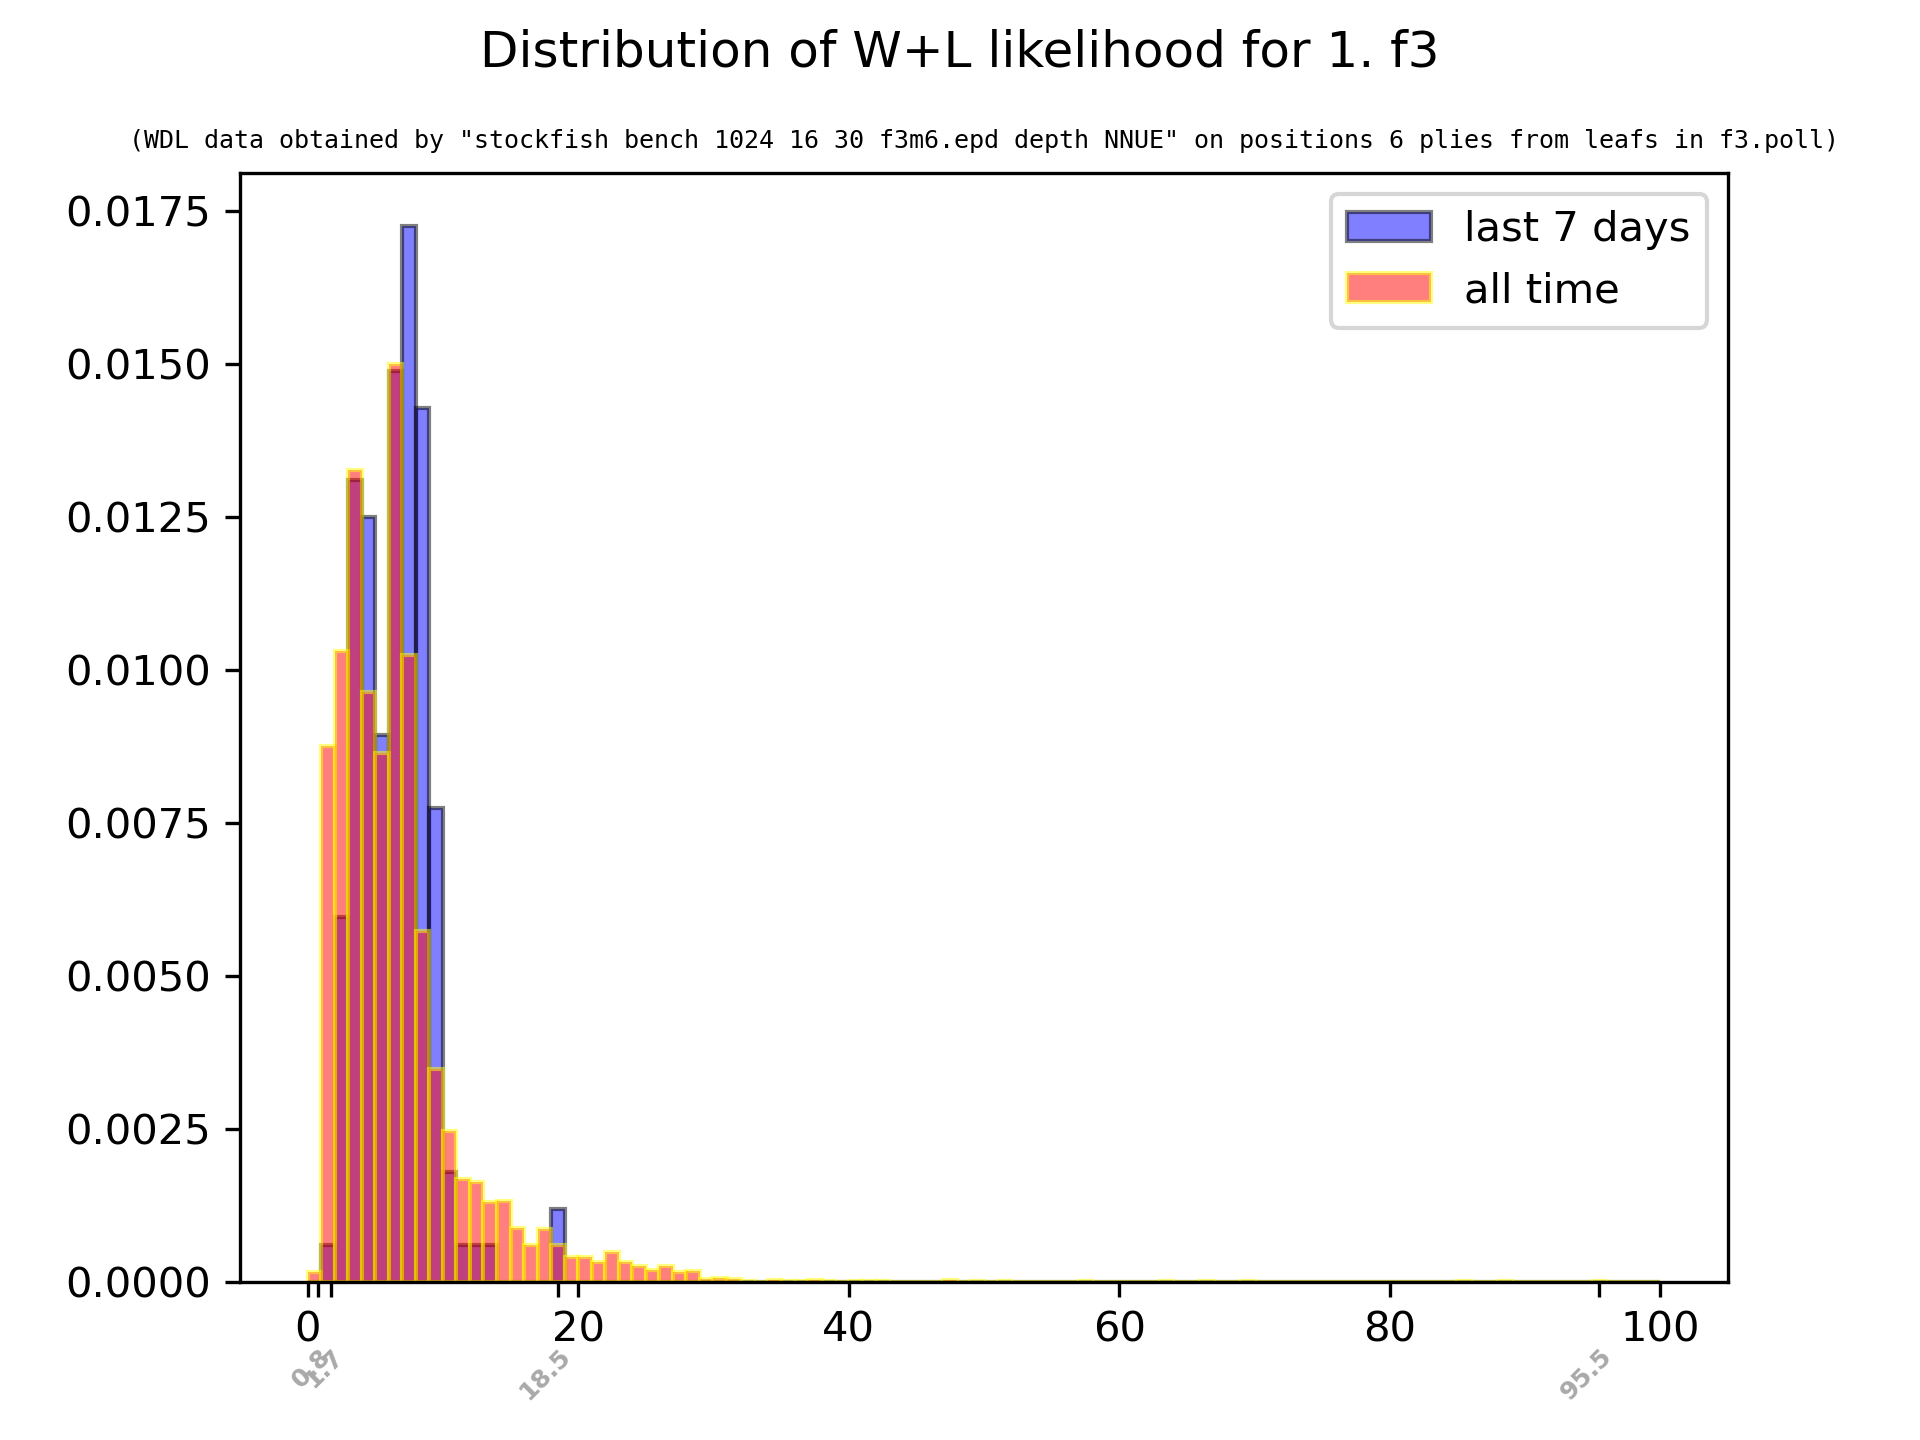 Distribution of W+L likelihood for 1. f3
(WDL data obtained by "stockfish bench 1024 16 30 f3m6.epd depth NNUE" on positions 6 plies from leafs in f3.poll)
last 7 days
all time
0.0175
0.0150
0.0125
0.0100
0.0075
0.0050
0.0025
0.0000
0 20 40 60 80 100
0.8 1.7 18.5 95.5